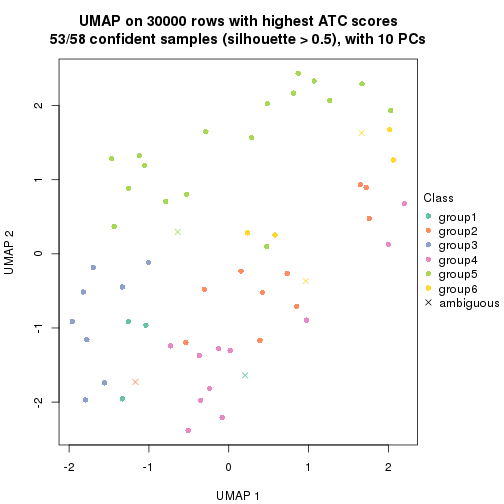 UMAP on 30000 rows with highest ATC scores
53/58 confident samples (silhouette > 0.5), with 10 PCs
2
1
0
-1
-2
UMAP 2
-2
-1
0
1
2
UMAP 1
Class
group1
group2
group3
group4
group5
group6
ambiguous